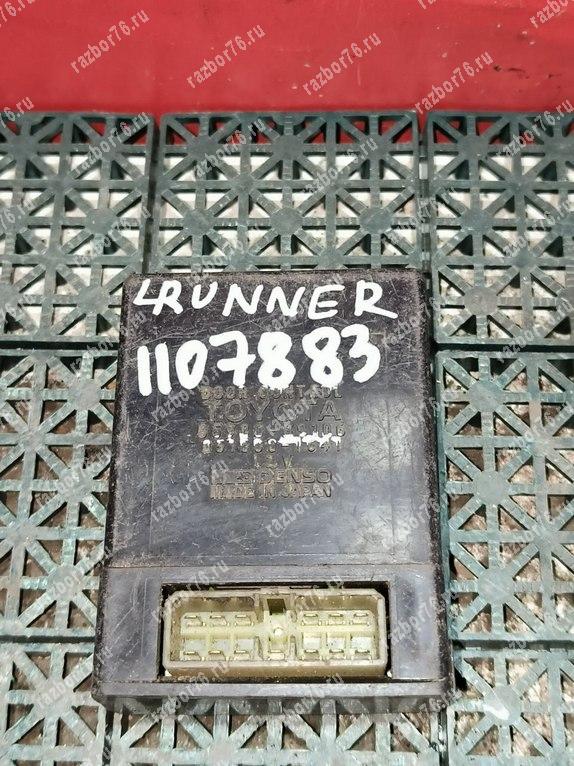 4RUNNER
1107883
DOOR CONTROL
TOYOTA
12V
DENSO
MADE IN JAPAN
razbor76.ru